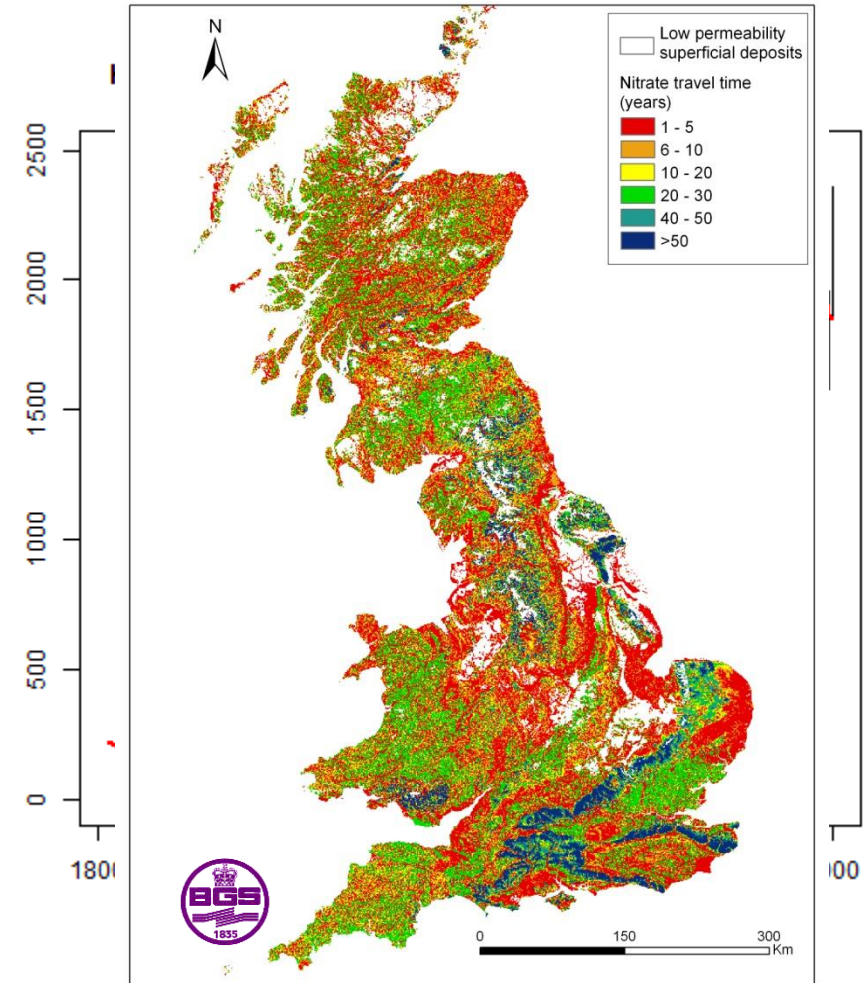 N
Low permeability
superficial deposits
Nitrate travel time
(years)
1 - 5
6 - 10
10 - 20
20 - 30
40 - 50
>50
2500
2000
1500
1000
500
0
BGS
1835
0 150 300
Km